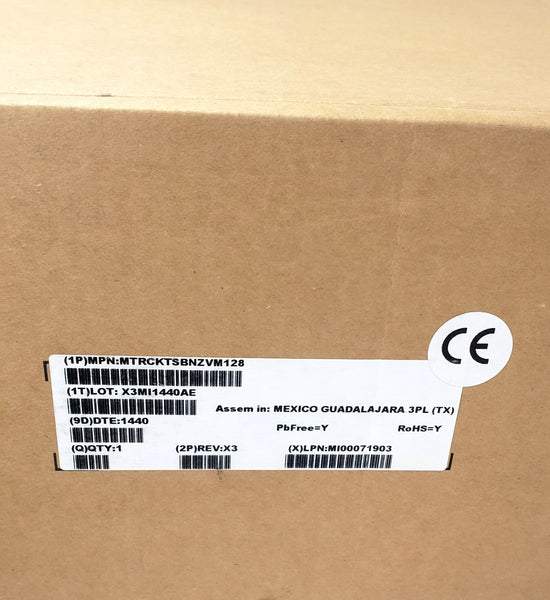 (1P)MPN:MTRCKTSBNZVM128
(1T)LOT: X3MI1440AE
Assem in: MEXICO GUADALAJARA 3PL (TX)
(9D)DTE:1440
PbFree=Y RoHS=Y
(Q)QTY:1 (2P)REV:X3 (X)LPN:MI00071903
CE